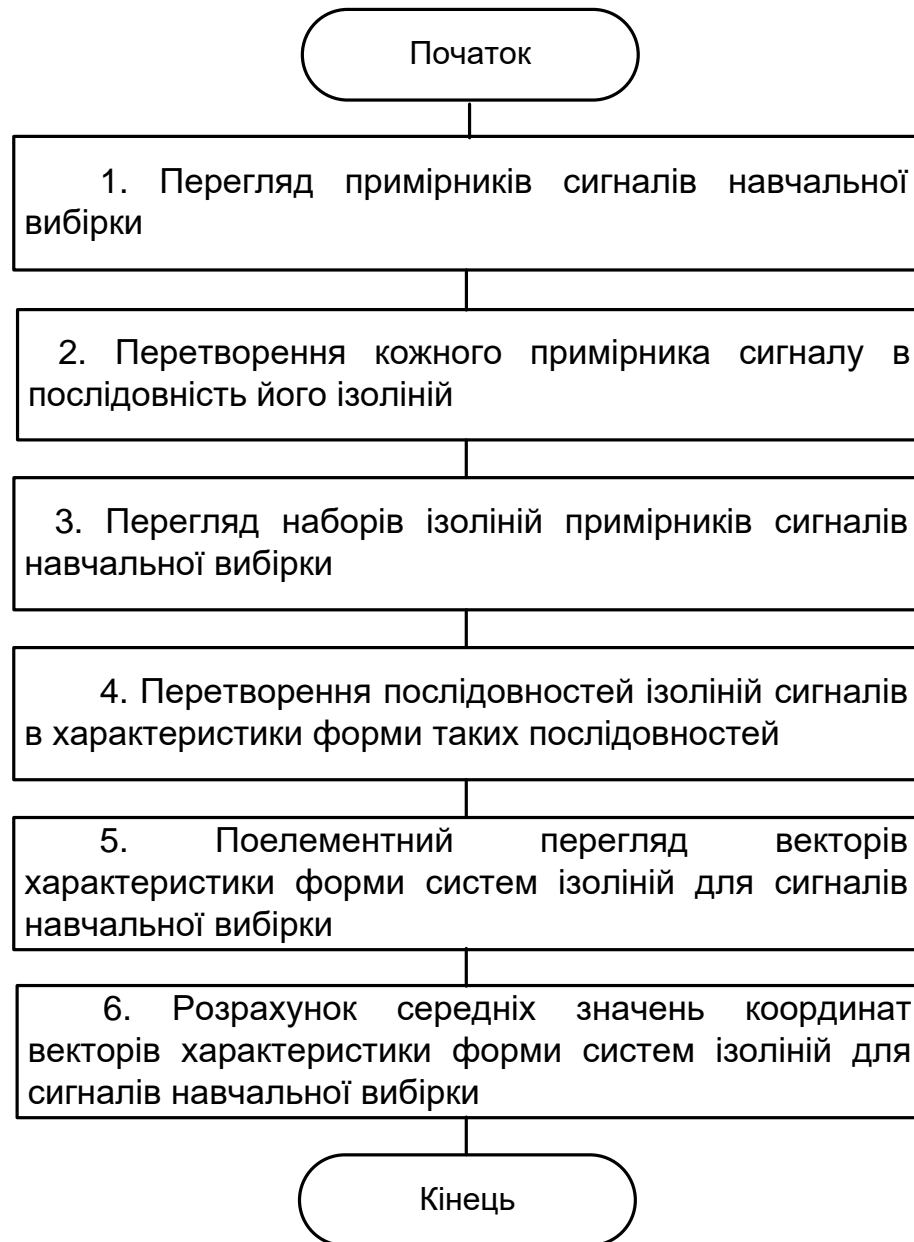 Початок
1. Перегляд примірників сигналів навчальної
вибірки
2. Перетворення кожного примірника сигналу в
послідовність його ізоліній
3. Перегляд наборів ізоліній примірників сигналів
навчальної вибірки
4. Перетворення послідовностей ізоліній сигналів
в характеристики форми таких послідовностей
5. Поелементний перегляд векторів
характеристики форми систем ізоліній для сигналів
навчальної вибірки
6. Розрахунок середніх значень координат
векторів характеристики форми систем ізоліній для
сигналів навчальної вибірки
Кінець